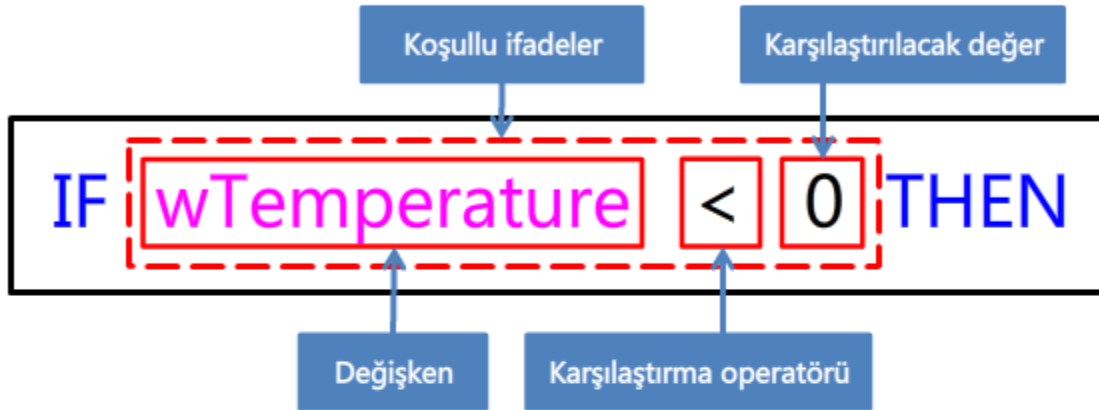 Koşullu ifadeler
Karşılaştırılacak değer
IF wTemperature < 0 THEN
Değişken
Karşılaştırma operatörü